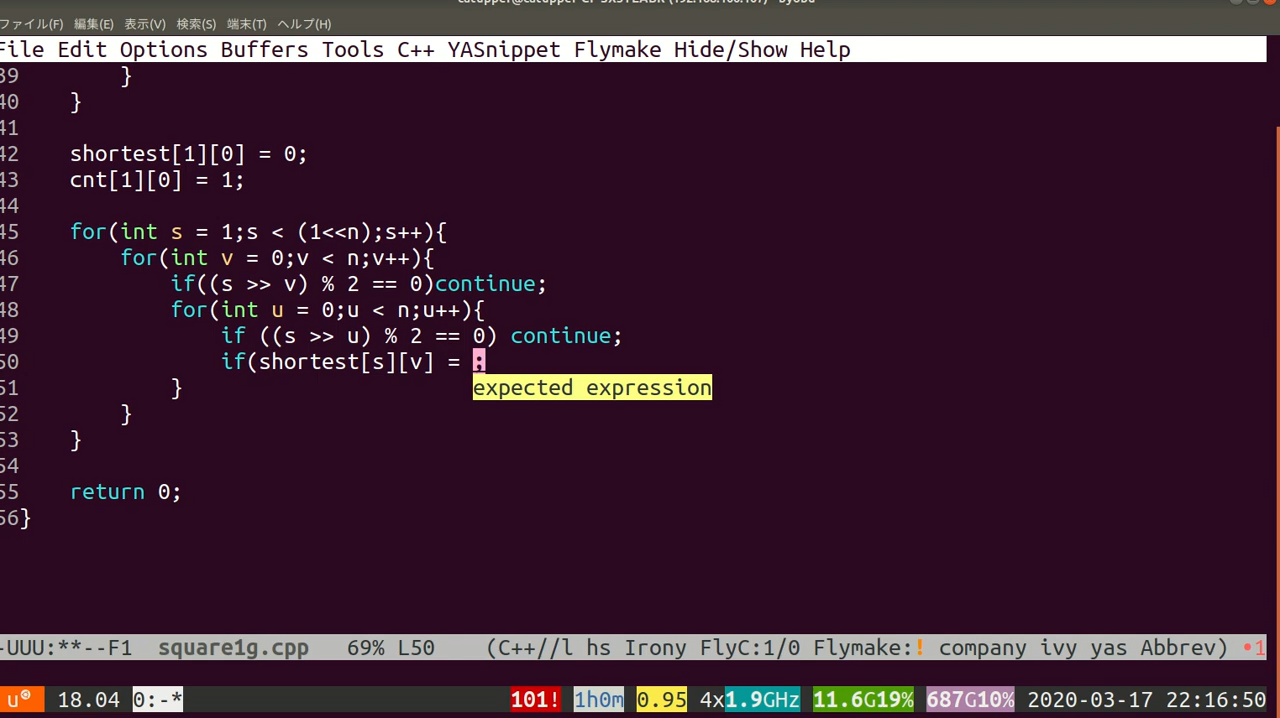 ファイル(F) 編集(E) 表示(V) 検索(S) 端末(T) ヘルプ(H)
File Edit Options Buffers Tools C++ YASnippet Flymake Hide/Show Help
39 }
40 }
41
42 shortest[1][0] = 0;
43 cnt[1][0] = 1;
44
45 for(int s = 1;s < (1<<n);s++){
46 for(int v = 0;v < n;v++){
47 if((s >> v) % 2 == 0)continue;
48 for(int u = 0;u < n;u++){
49 if ((s >> u) % 2 == 0) continue;
50 if(shortest[s][v] = ;
expected expression
51 }
52 }
53 }
54
55 return 0;
56}
-UUU:**--F1 square1g.cpp 69% L50 (C++//l hs Irony FlyC:1/0 Flymake:! company ivy yas Abbrev) •1
u 18.04 0:-* 101! 1h0m 0.95 4x1.9GHz 11.6G19% 687G10% 2020-03-17 22:16:50